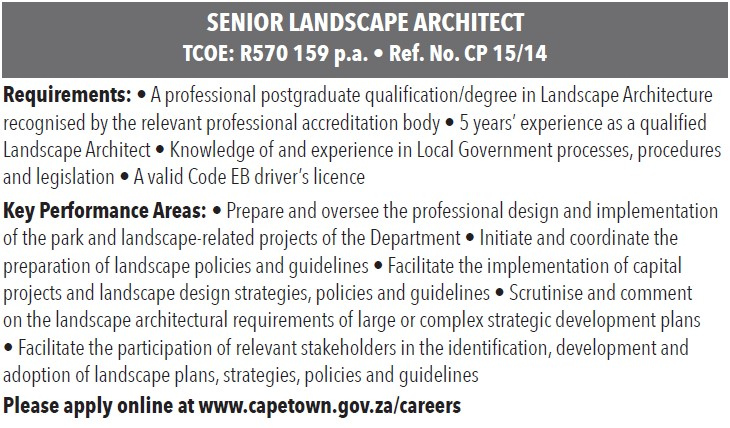 SENIOR LANDSCAPE ARCHITECT
TCOE: R570 159 p.a. • Ref. No. CP 15/14
Requirements: • A professional postgraduate qualification/degree in Landscape Architecture
recognised by the relevant professional accreditation body • 5 years’ experience as a qualified
Landscape Architect • Knowledge of and experience in Local Government processes, procedures
and legislation • A valid Code EB driver’s licence
Key Performance Areas: • Prepare and oversee the professional design and implementation
of the park and landscape-related projects of the Department • Initiate and coordinate the
preparation of landscape policies and guidelines • Facilitate the implementation of capital
projects and landscape design strategies, policies and guidelines • Scrutinise and comment
on the landscape architectural requirements of large or complex strategic development plans
• Facilitate the participation of relevant stakeholders in the identification, development and
adoption of landscape plans, strategies, policies and guidelines
Please apply online at www.capetown.gov.za/careers